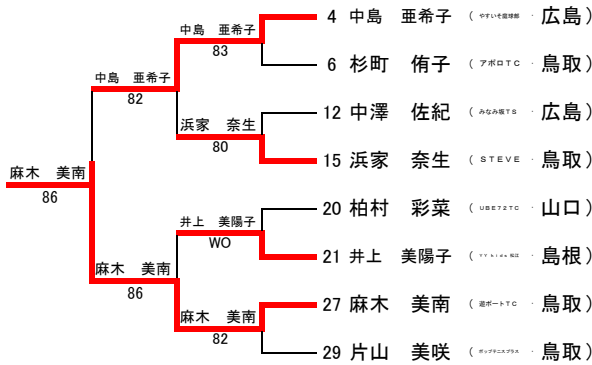 4 中島 亜希子 ( やすいそ庭球部 ・ 広島 )
中島 亜希子
83
6 杉町 侑子 ( アポロTC ・ 鳥取 )
中島 亜希子
82
12 中澤 佐紀 ( みなみ坂TS ・ 広島 )
浜家 奈生
80
15 浜家 奈生 ( STEVE ・ 鳥取 )
麻木 美南
86
20 柏村 彩菜 ( UBE72TC ・ 山口 )
井上 美陽子
WO
21 井上 美陽子 ( YY kids 松江 ・ 島根 )
麻木 美南
86
27 麻木 美南 ( 遊ポートTC ・ 鳥取 )
麻木 美南
82
29 片山 美咲 ( ポップテニスプラス ・ 鳥取 )